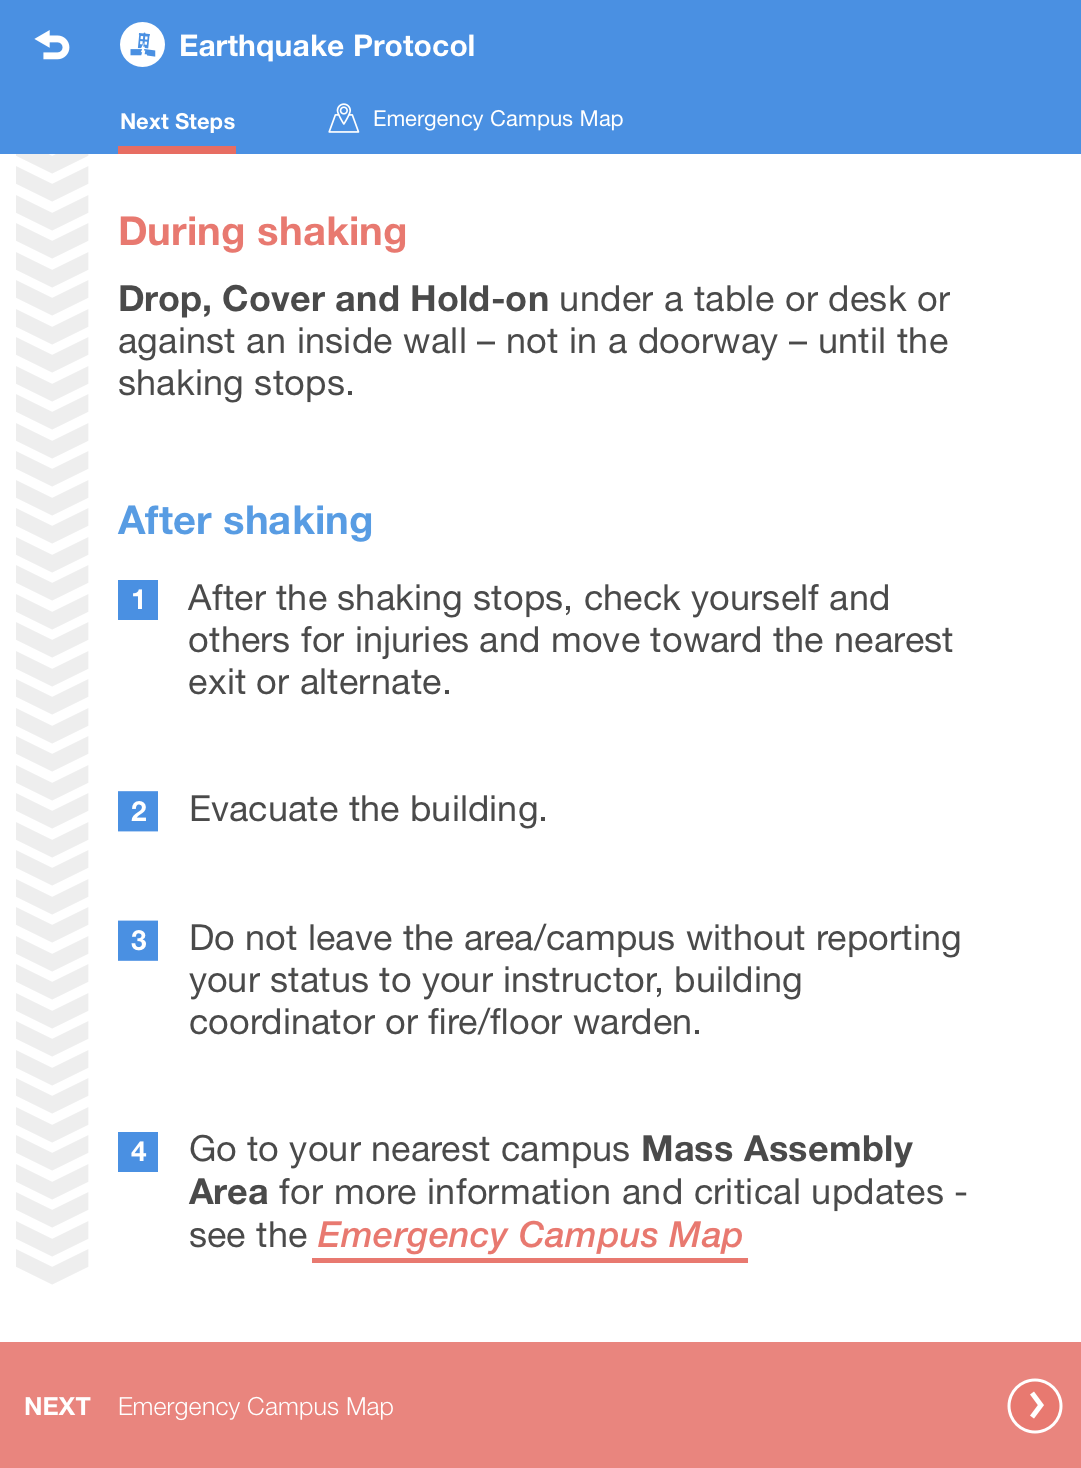 Earthquake Protocol
Next Steps
Emergency Campus Map
During shaking
Drop, Cover and Hold-on under a table or desk or
against an inside wall – not in a doorway – until the
shaking stops.
After shaking
1 After the shaking stops, check yourself and
others for injuries and move toward the nearest
exit or alternate.
2 Evacuate the building.
3 Do not leave the area/campus without reporting
your status to your instructor, building
coordinator or fire/floor warden.
4 Go to your nearest campus Mass Assembly
Area for more information and critical updates -
see the Emergency Campus Map
NEXT Emergency Campus Map